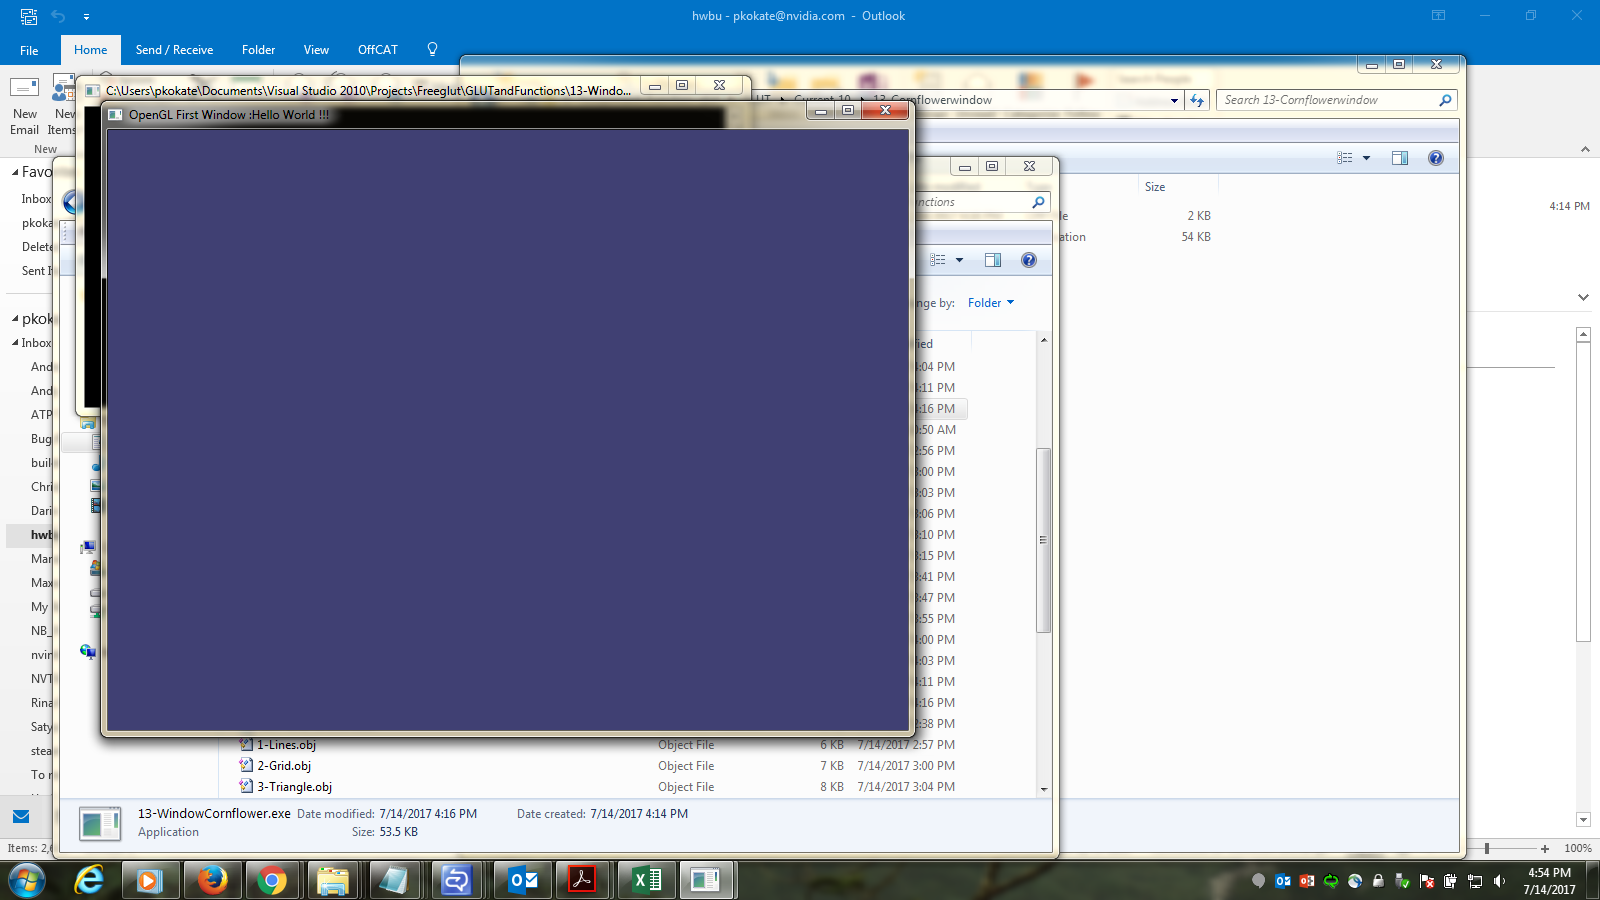 hwbu - pkokate@nvidia.com - Outlook
File Home Send / Receive Folder View OffCAT
C:\Users\pkokate\Documents\Visual Studio 2010\Projects\Freeglut\GLUTandFunctions\13-Windo...
Current 10 13-Cornflowerwindow
Search 13-Cornflowerwindow
OpenGL First Window :Hello World !!!
New
Email
New
Items
New
Size
2 KB
54 KB
4:14 PM
Inbox
pkok
Delete
Sent It
Inbox
And
And
ATP
Bug
buil
Chri
Dari
hwb
Mar
Max
My
NB_
nvin
NVT
Rina
Saty
stea
To r
nctions
nge by: Folder
ied
:04 PM
:11 PM
:16 PM
:50 AM
:56 PM
:00 PM
:03 PM
:06 PM
:10 PM
:15 PM
:41 PM
:47 PM
:55 PM
:00 PM
:03 PM
:11 PM
:16 PM
:38 PM
1-Lines.obj Object File 6 KB 7/14/2017 2:57 PM
2-Grid.obj Object File 7 KB 7/14/2017 3:00 PM
3-Triangle.obj Object File 8 KB 7/14/2017 3:04 PM
13-WindowCornflower.exe Date modified: 7/14/2017 4:16 PM Date created: 7/14/2017 4:14 PM
Application Size: 53.5 KB
Items: 2,
100%
4:54 PM
7/14/2017